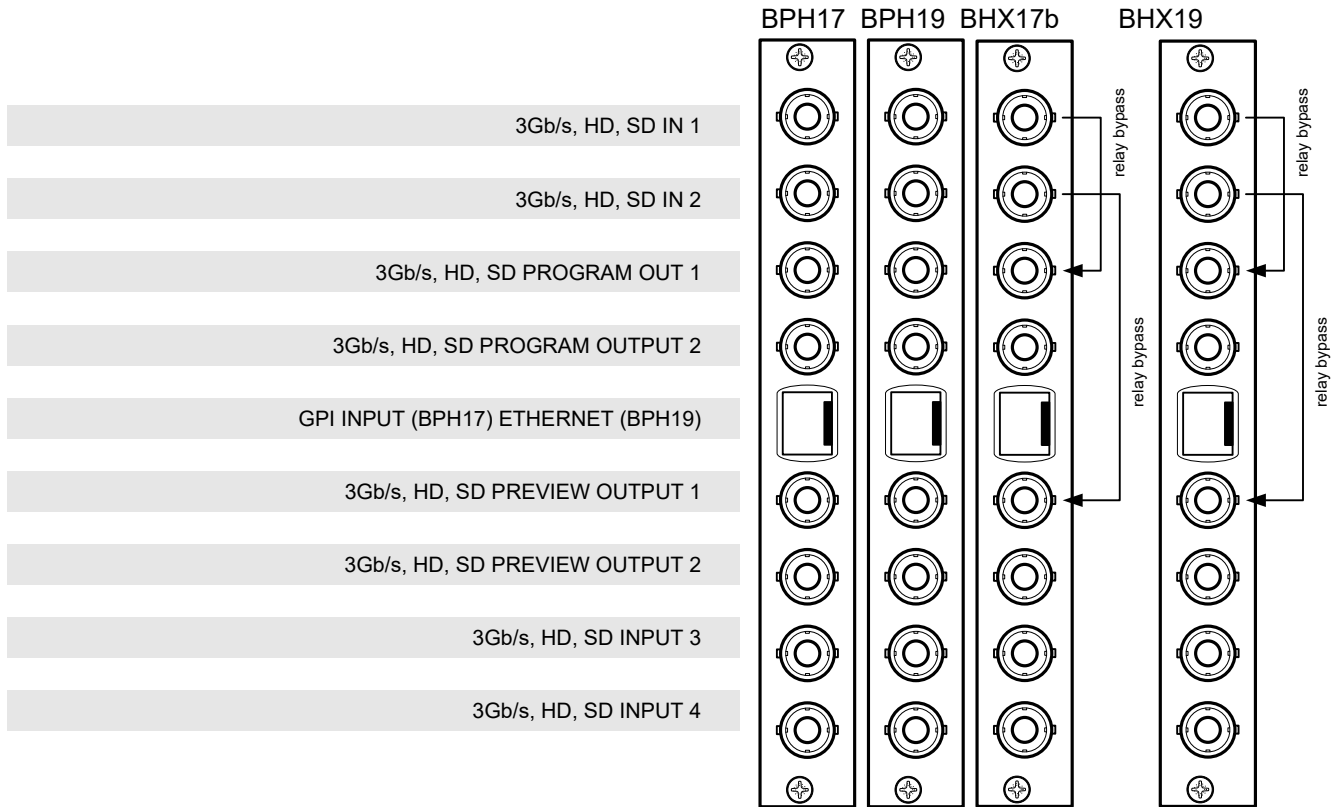 BPH17 BPH19 BHX17b BHX19
3Gb/s, HD, SD IN 1
3Gb/s, HD, SD IN 2
3Gb/s, HD, SD PROGRAM OUT 1
3Gb/s, HD, SD PROGRAM OUTPUT 2
GPI INPUT (BPH17) ETHERNET (BPH19)
3Gb/s, HD, SD PREVIEW OUTPUT 1
3Gb/s, HD, SD PREVIEW OUTPUT 2
3Gb/s, HD, SD INPUT 3
3Gb/s, HD, SD INPUT 4
relay bypass
relay bypass
relay bypass
relay bypass